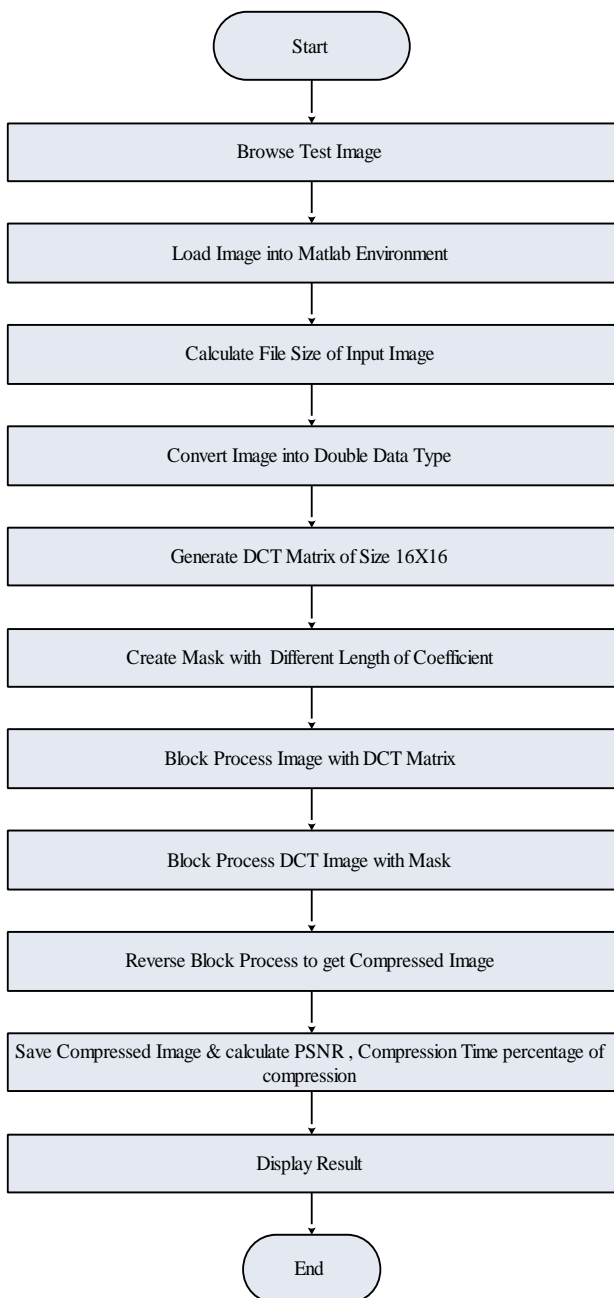 Start
Browse Test Image
Load Image into Matlab Environment
Calculate File Size of Input Image
Convert Image into Double Data Type
Generate DCT Matrix of Size 16X16
Create Mask with Different Length of Coefficient
Block Process Image with DCT Matrix
Block Process DCT Image with Mask
Reverse Block Process to get Compressed Image
Save Compressed Image & calculate PSNR , Compression Time percentage of
compression
Display Result
End